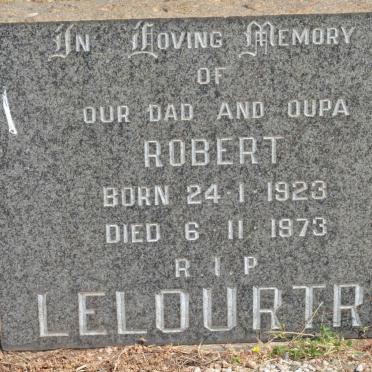 In Loving Memory
OF
OUR DAD AND OUPA
ROBERT
BORN 24·1·1923
DIED 6·11·1973
R.I.P
LELOURTR